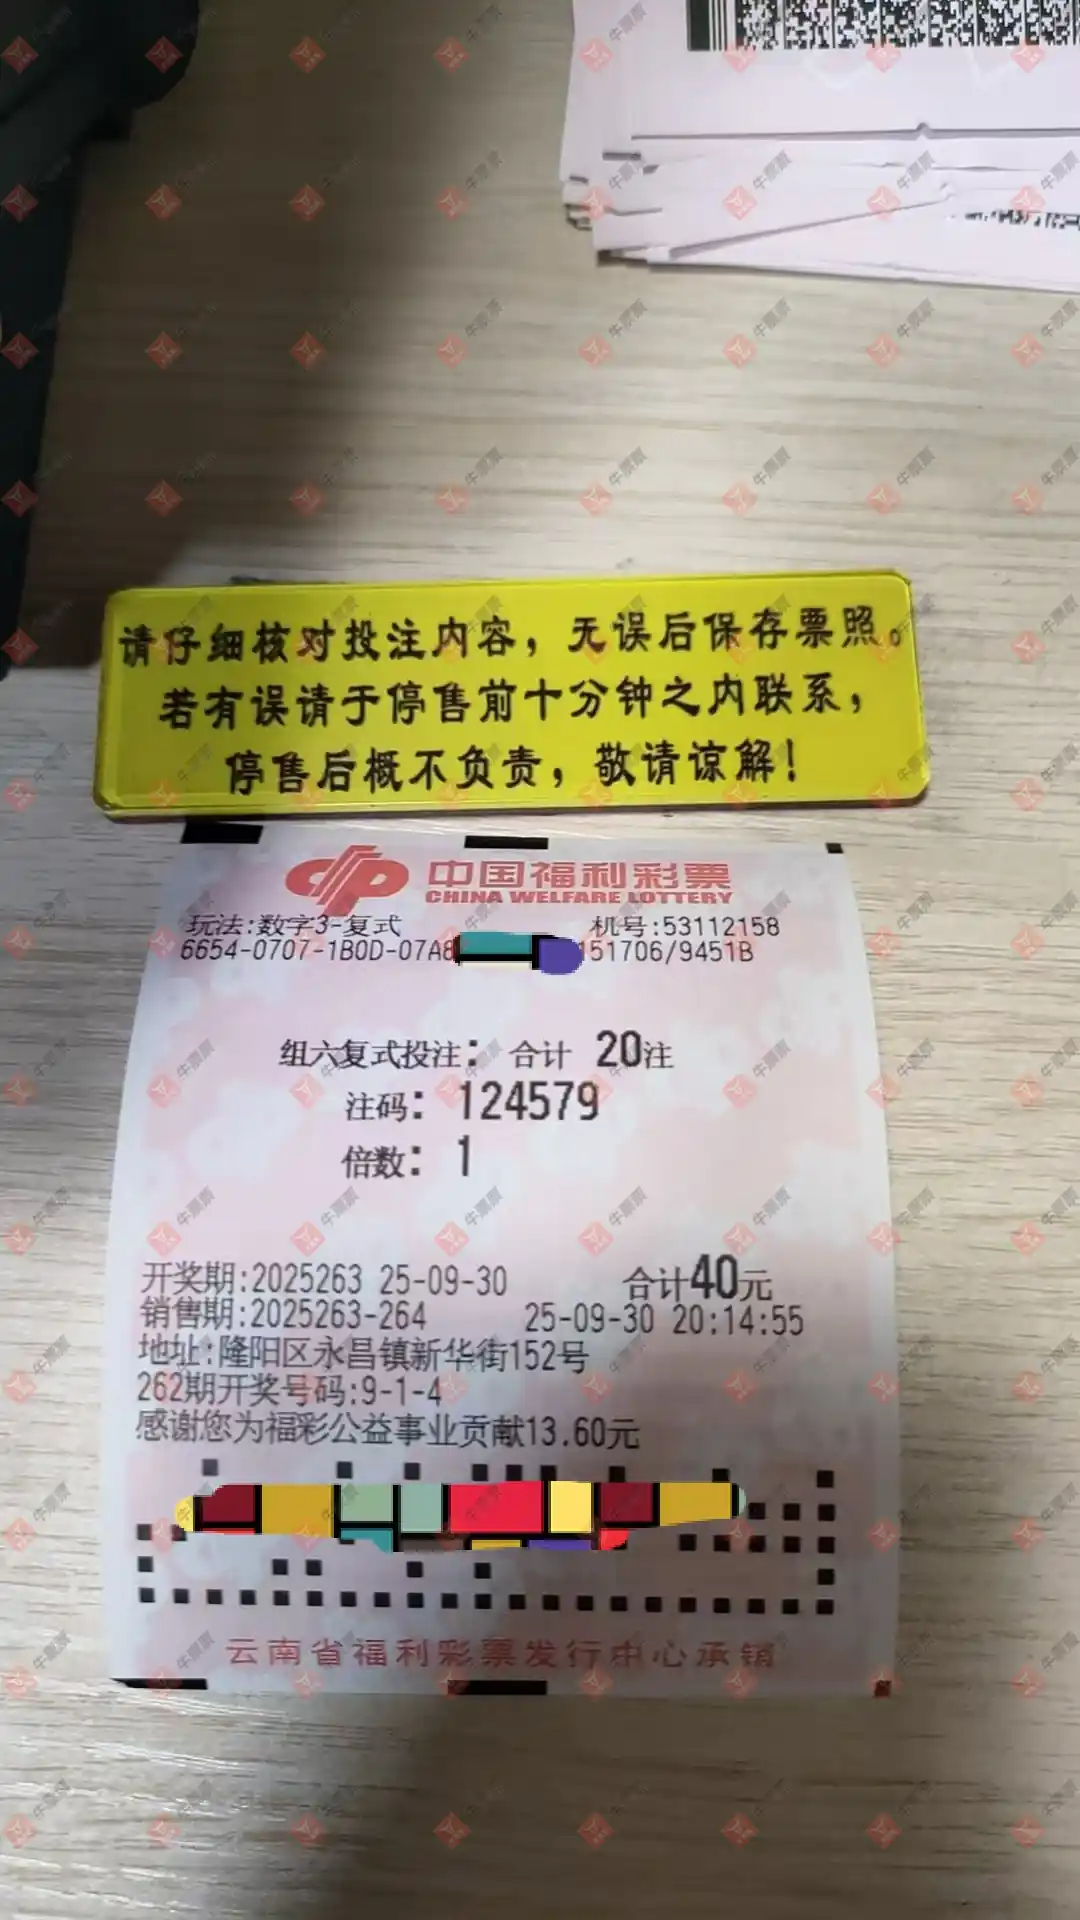 请仔细核对投注内容，无误后保存票照。
若有误请于停售前十分钟之内联系，
停售后概不负责，敬请谅解！
中国福利彩票
CHINA WELFARE LOTTERY
玩法:数字3-复式 机号:53112158
6654-0707-1B0D-07A8 151706/9451B
组六复式投注：合计 20注
注码：124579
倍数：1
开奖期:2025263 25-09-30 合计40元
销售期:2025263-264 25-09-30 20:14:55
地址:隆阳区永昌镇新华街152号
262期开奖号码:9-1-4
感谢您为福彩公益事业贡献13.60元
云南省福利彩票发行中心承销
牛票票